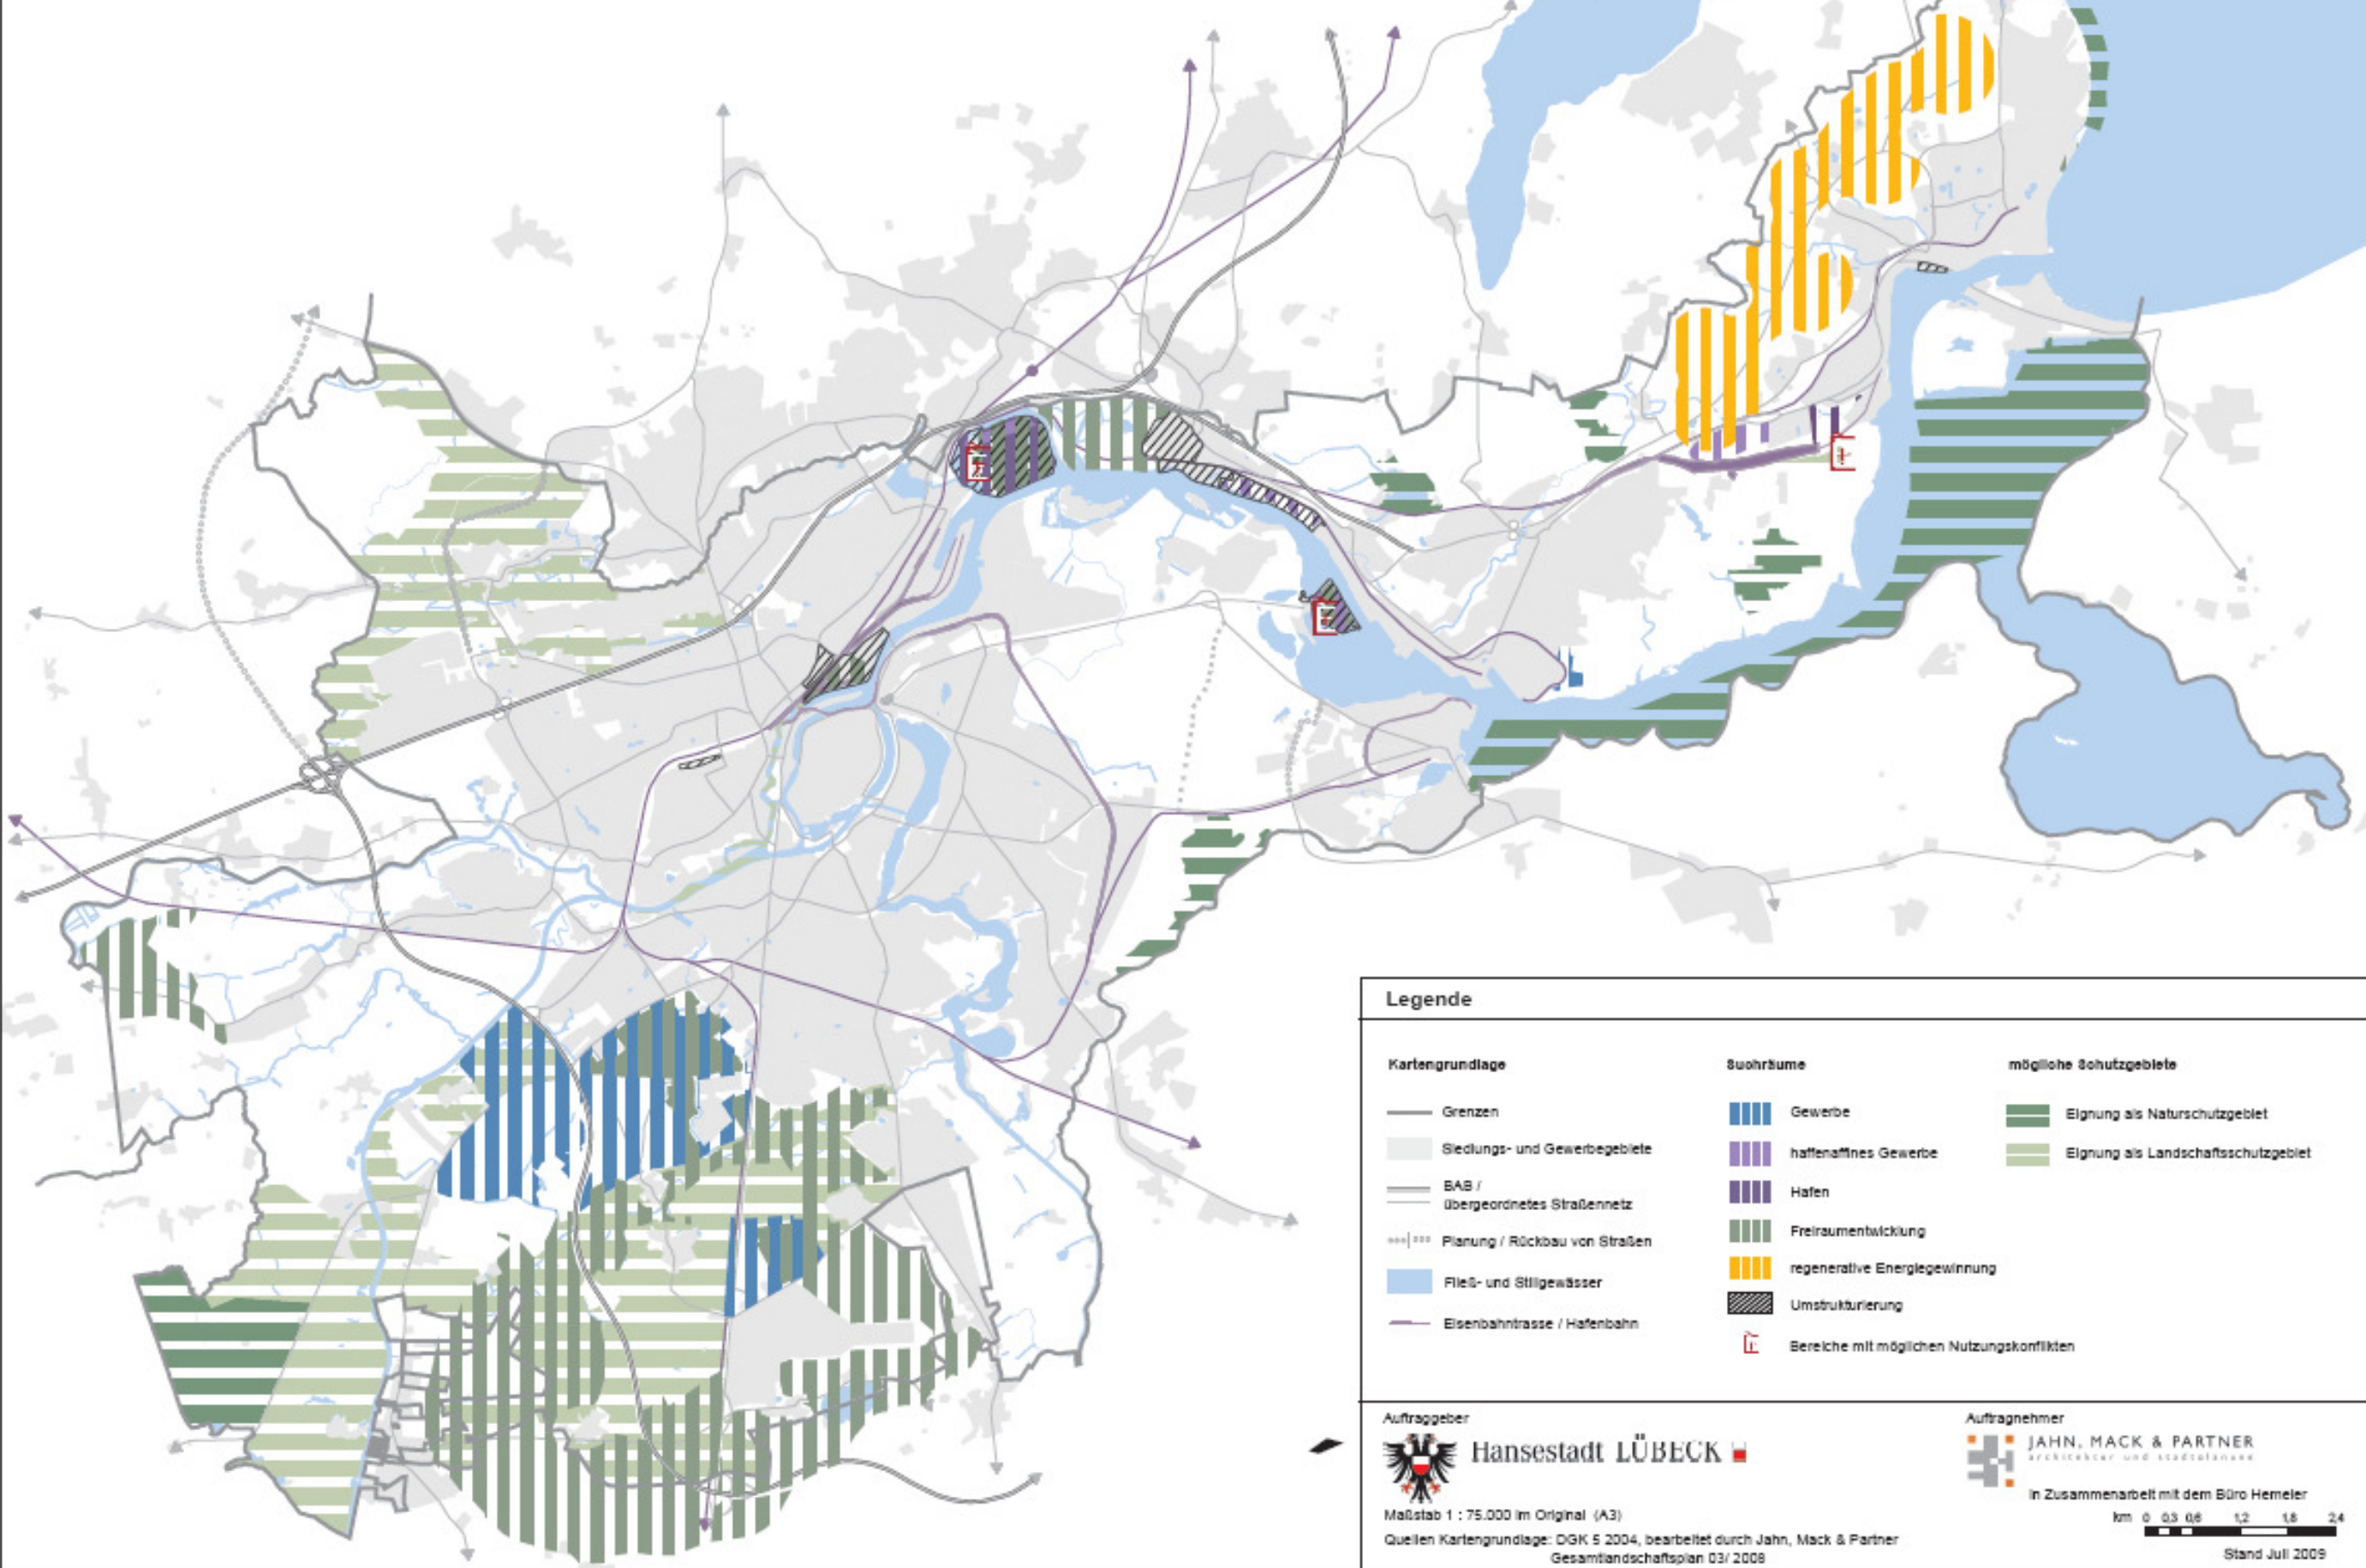 Legende
Kartengrundlage
Grenzen
Siedlungs- und Gewerbegebiete
BAB /
übergeordnetes Straßennetz
Planung / Rückbau von Straßen
Fließ- und Stillgewässer
Eisenbahntrasse / Hafenbahn
Suchräume
Gewerbe
haffenaffines Gewerbe
Hafen
Freiraumentwicklung
regenerative Energiegewinnung
Umstrukturierung
Bereiche mit möglichen Nutzungskonflikten
mögliche Schutzgebiete
Eignung als Naturschutzgebiet
Eignung als Landschaftsschutzgebiet
Auftraggeber
Hansestadt LÜBECK
Maßstab 1 : 75.000 im Original (A3)
Quellen Kartengrundlage: DGK 5 2004, bearbeitet durch Jahn, Mack & Partner
Gesamtlandschaftsplan 03/ 2008
Auftragnehmer
JAHN, MACK & PARTNER
architektur und stadtplanung
in Zusammenarbeit mit dem Büro Hemeier
km 0 0,3 0,6 1,2 1,8 2,4
Stand Juli 2009